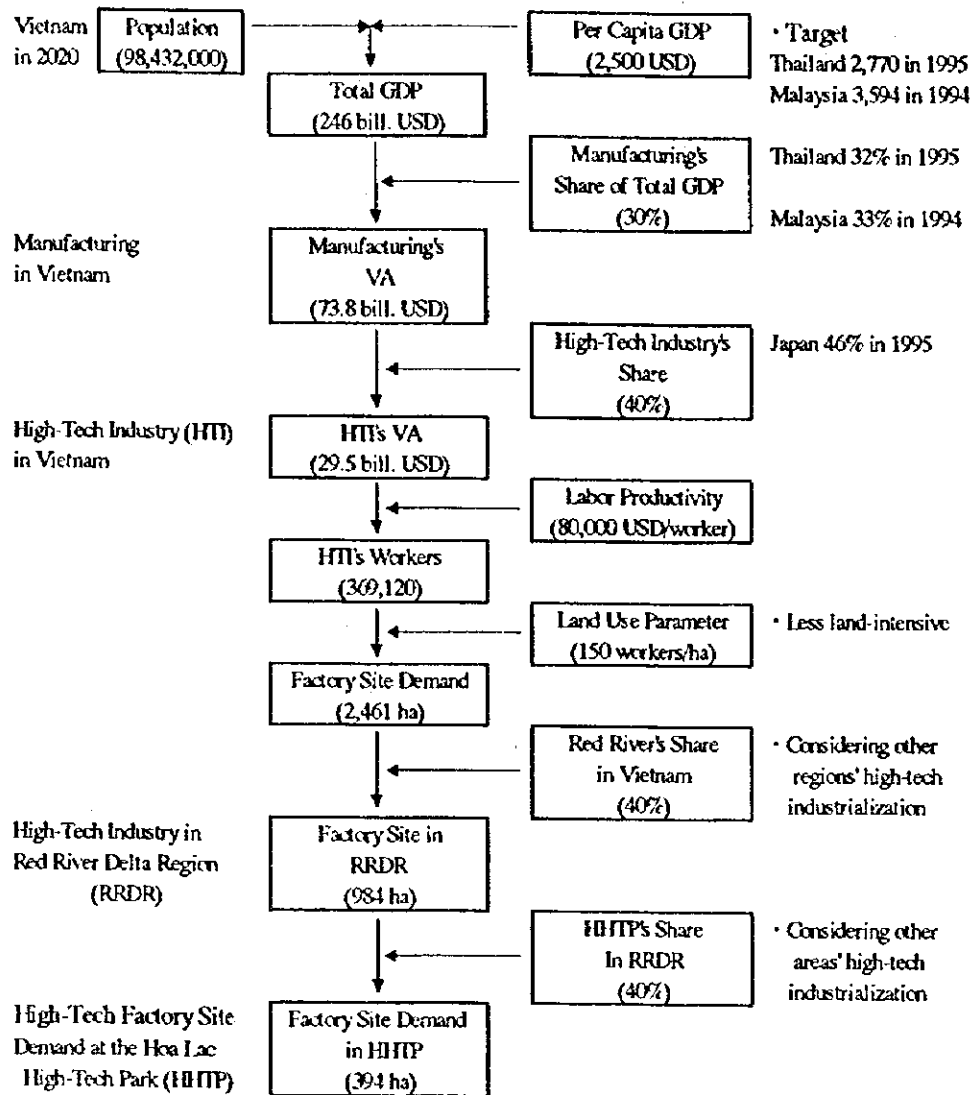 Vietnam
in 2020
Population
(98,432,000)
Per Capita GDP
(2,500 USD)
· Target
Thailand 2,770 in 1995
Malaysia 3,594 in 1994
Total GDP
(246 bill. USD)
Manufacturing's
Share of Total GDP
(30%)
Thailand 32% in 1995
Malaysia 33% in 1994
Manufacturing
in Vietnam
Manufacturing's
VA
(73.8 bill. USD)
High-Tech Industry's
Share
(40%)
Japan 46% in 1995
High-Tech Industry (HTI)
in Vietnam
HTI's VA
(29.5 bill. USD)
Labor Productivity
(80,000 USD/worker)
HTI's Workers
(369,120)
Land Use Parameter
(150 workers/ha)
· Less land-intensive
Factory Site Demand
(2,461 ha)
Red River's Share
in Vietnam
(40%)
· Considering other
regions' high-tech
industrialization
High-Tech Industry in
Red River Delta Region
(RRDR)
Factory Site in
RRDR
(984 ha)
HHTP's Share
In RRDR
(40%)
· Considering other
areas' high-tech
industrialization
High-Tech Factory Site
Demand at the Hoa Lac
High-Tech Park (HHTP)
Factory Site Demand
in HHTP
(394 ha)